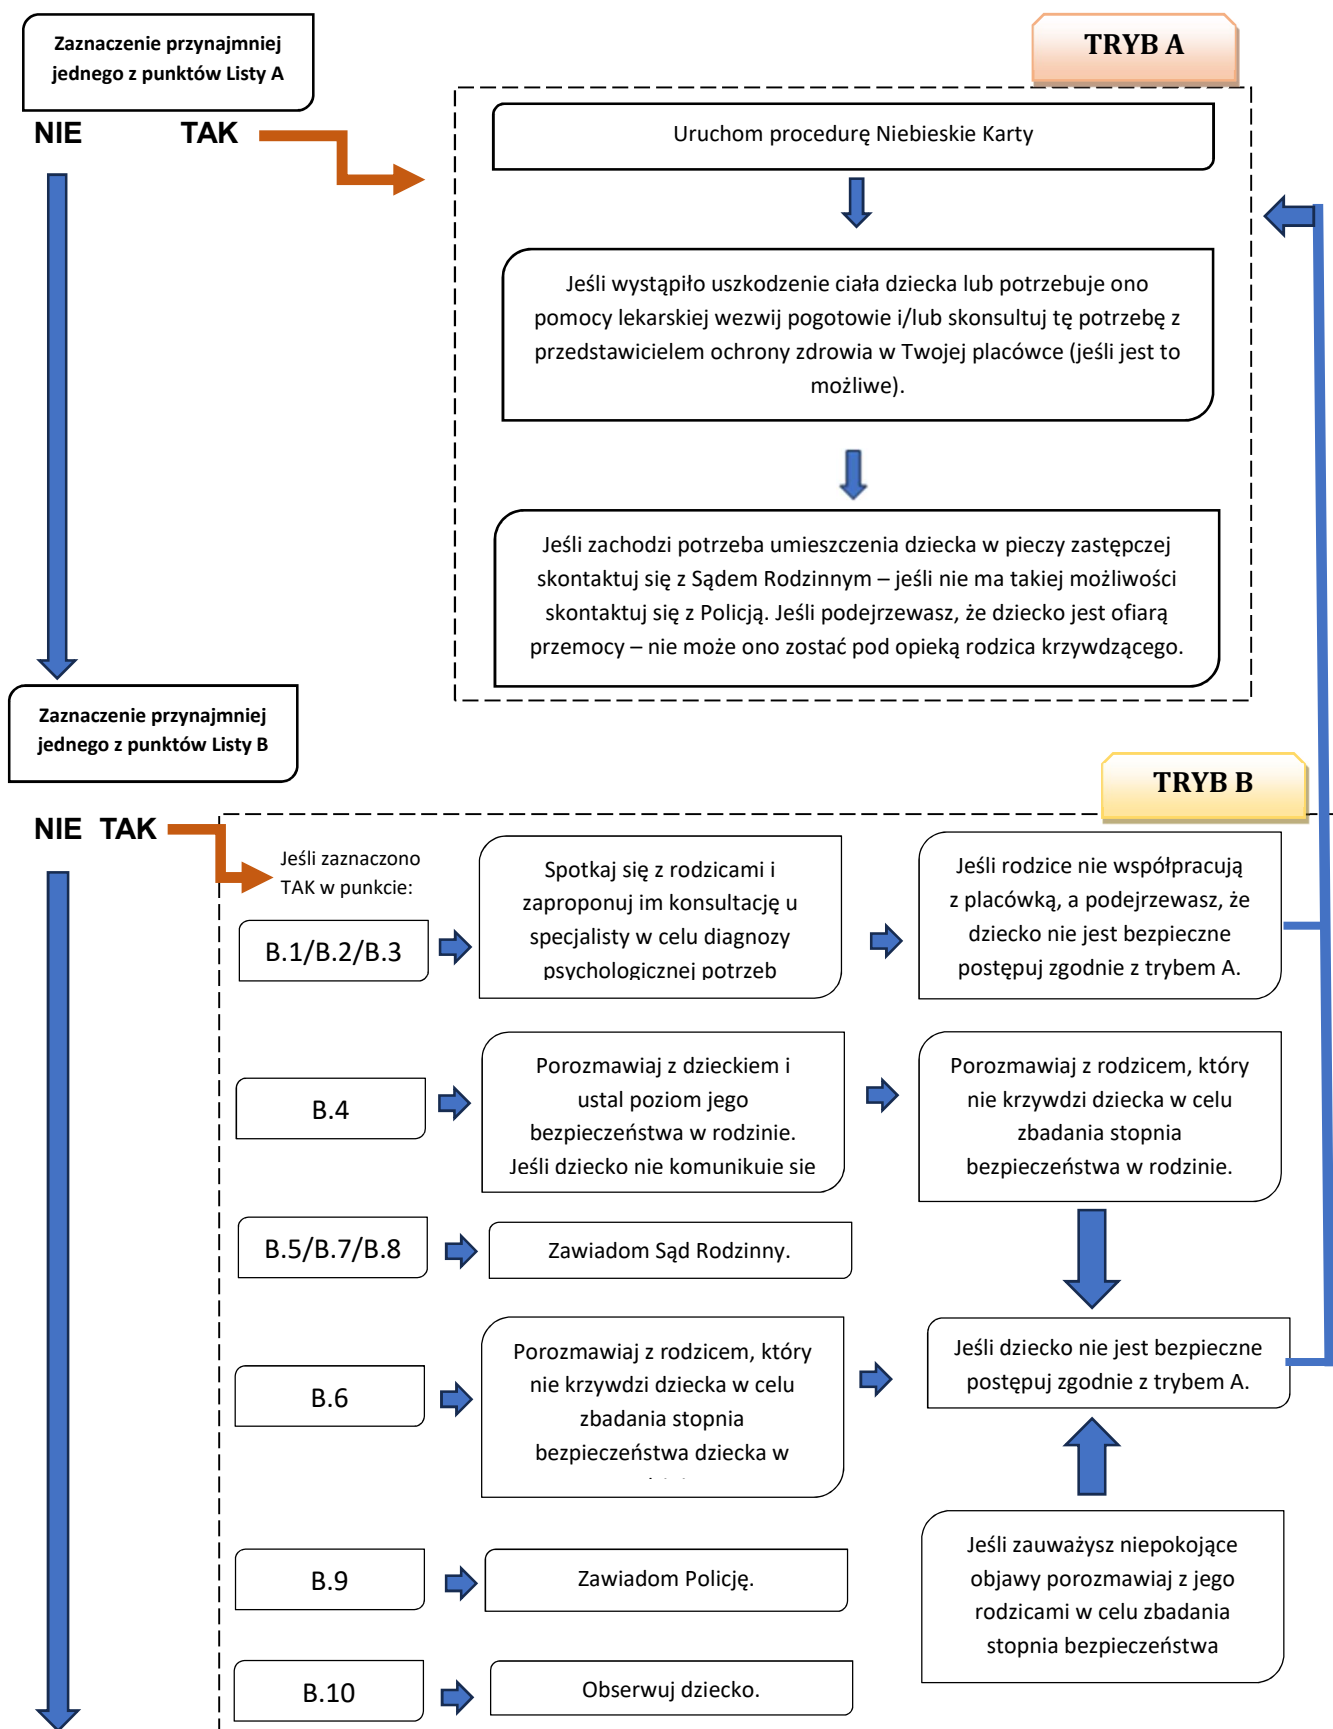 Zaznaczenie przynajmniej
jednego z punktów Listy A
NIE TAK
TRYB A
Uruchom procedurę Niebieskie Karty
Jeśli wystąpiło uszkodzenie ciała dziecka lub potrzebuje ono
pomocy lekarskiej wezwij pogotowie i/lub skonsultuj tę potrzebę z
przedstawicielem ochrony zdrowia w Twojej placówce (jeśli jest to
możliwe).
Jeśli zachodzi potrzeba umieszczenia dziecka w pieczy zastępczej
skontaktuj się z Sądem Rodzinnym – jeśli nie ma takiej możliwości
skontaktuj się z Policją. Jeśli podejrzewasz, że dziecko jest ofiarą
przemocy – nie może ono zostać pod opieką rodzica krzywdzącego.
Zaznaczenie przynajmniej
jednego z punktów Listy B
NIE TAK
TRYB B
Jeśli zaznaczono
TAK w punkcie:
B.1/B.2/B.3
Spotkaj się z rodzicami i
zaproponuj im konsultację u
specjalisty w celu diagnozy
psychologicznej potrzeb
Jeśli rodzice nie współpracują
z placówką, a podejrzewasz, że
dziecko nie jest bezpieczne
postępuj zgodnie z trybem A.
B.4
Porozmawiaj z dzieckiem i
ustal poziom jego
bezpieczeństwa w rodzinie.
Jeśli dziecko nie komunikuje się
Porozmawiaj z rodzicem, który
nie krzywdzi dziecka w celu
zbadania stopnia
bezpieczeństwa w rodzinie.
B.5/B.7/B.8
Zawiadom Sąd Rodzinny.
B.6
Porozmawiaj z rodzicem, który
nie krzywdzi dziecka w celu
zbadania stopnia
bezpieczeństwa dziecka w
Jeśli dziecko nie jest bezpieczne
postępuj zgodnie z trybem A.
B.9
Zawiadom Policję.
Jeśli zauważysz niepokojące
objawy porozmawiaj z jego
rodzicami w celu zbadania
stopnia bezpieczeństwa
B.10
Obserwuj dziecko.